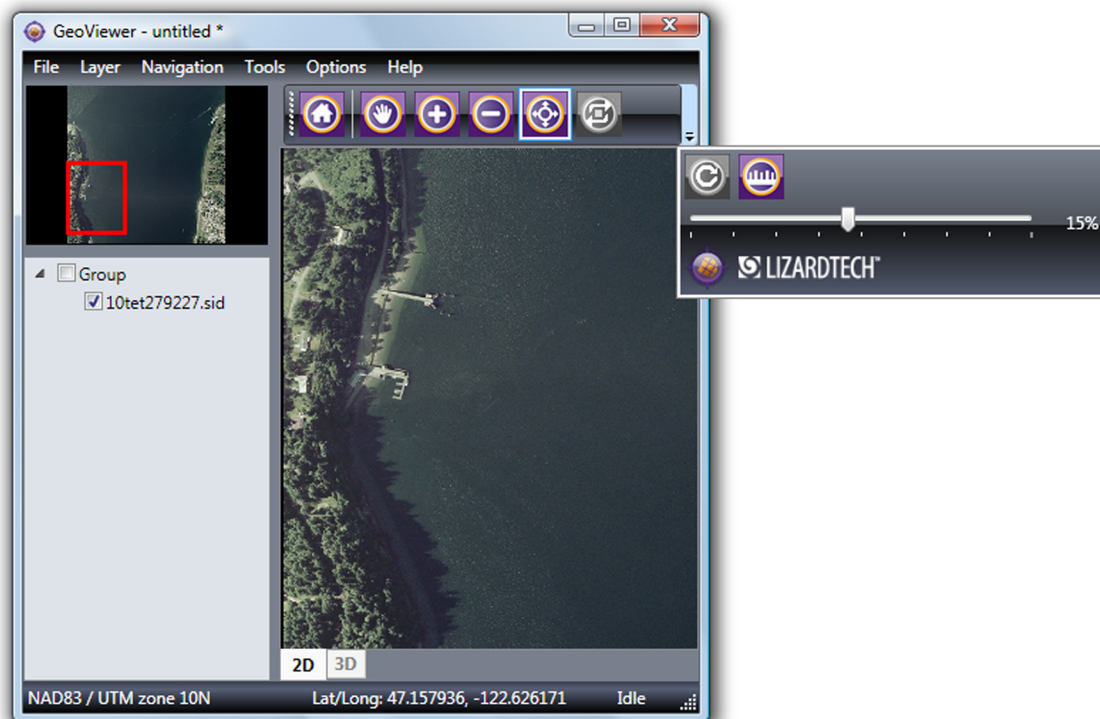 GeoViewer - untitled *
File Layer Navigation Tools Options Help
15%
LIZARDTECH™
Group
10tet279227.sid
2D 3D
NAD83 / UTM zone 10N Lat/Long: 47.157936, -122.626171 Idle